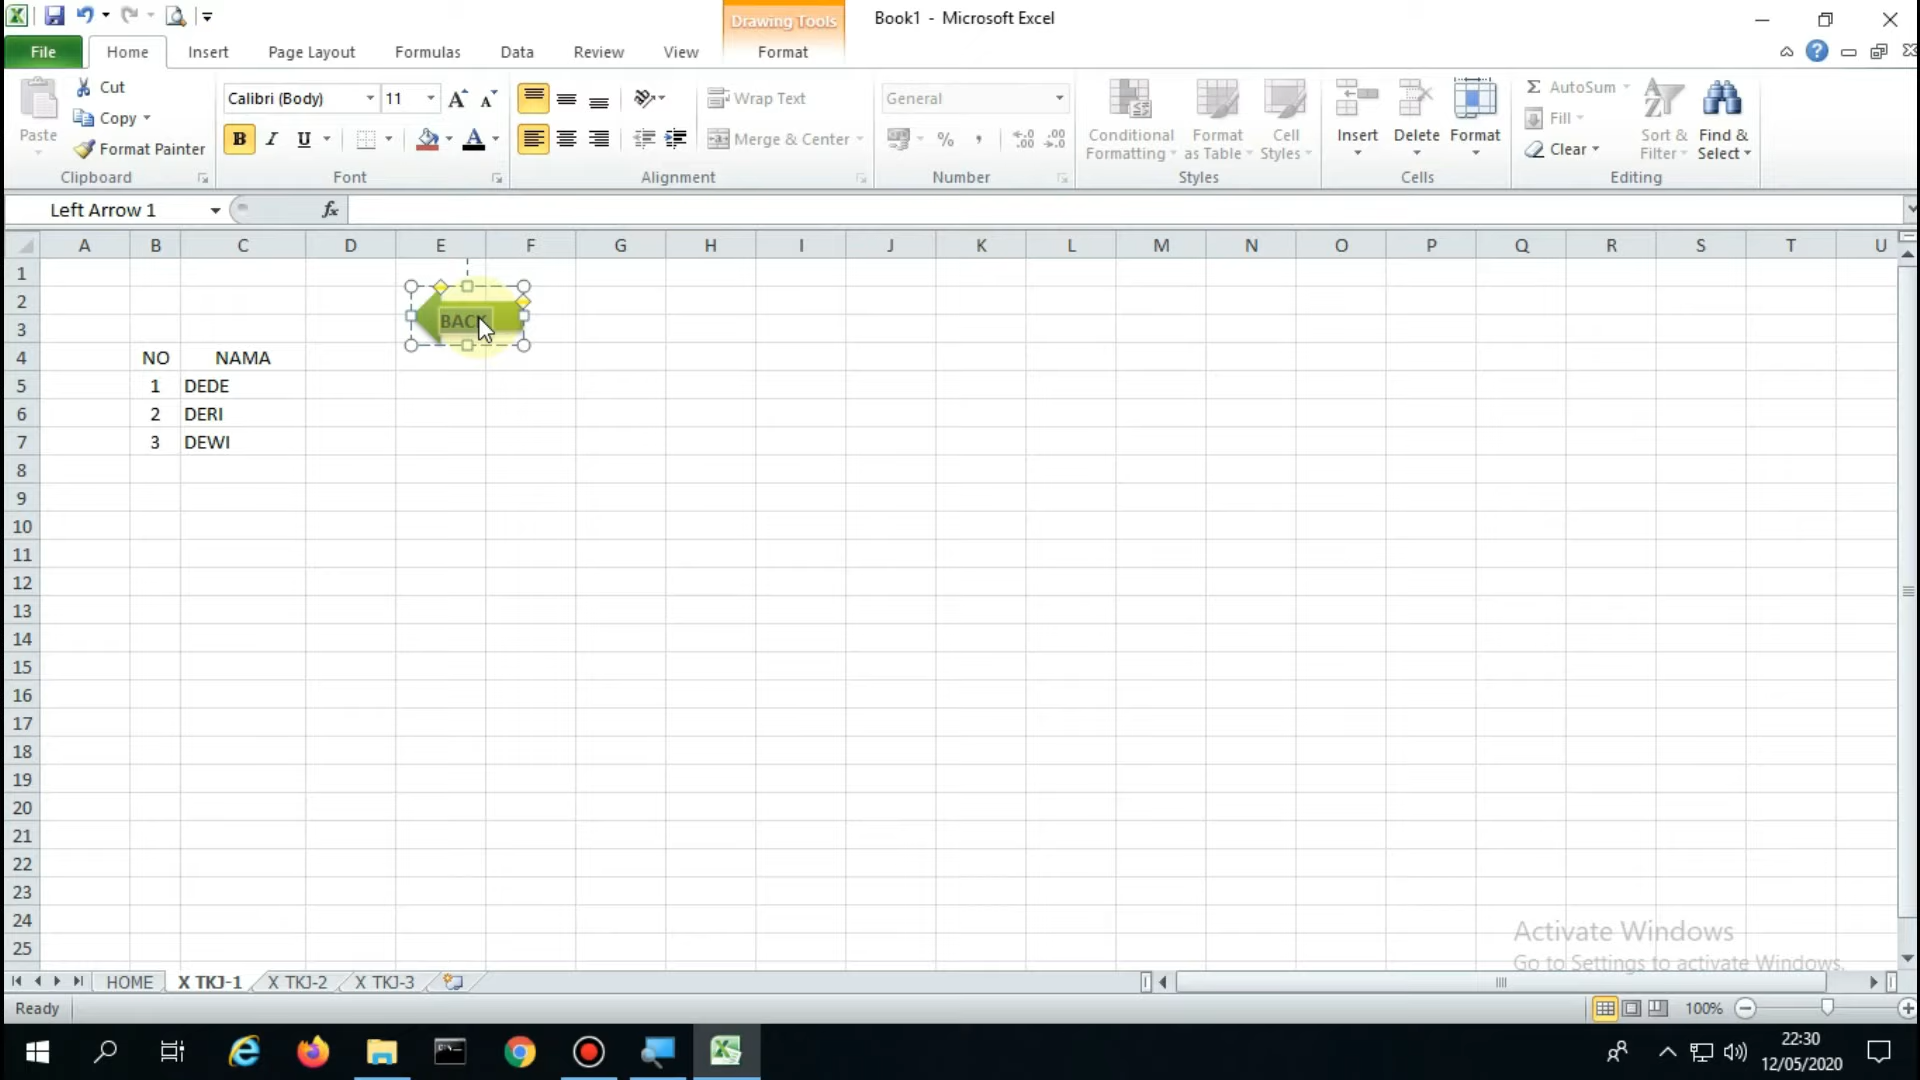 Drawing Tools
Book1 - Microsoft Excel
File Home Insert Page Layout Formulas Data Review View Format
Paste
Cut
Copy
Format Painter
Clipboard
Calibri (Body) 11
B I U A
Font
Wrap Text
Merge & Center
Alignment
General
%
Number
Conditional Formatting
Format as Table
Cell Styles
Styles
Insert Delete Format
Cells
AutoSum
Fill
Clear
Sort & Filter
Find & Select
Editing
Left Arrow 1 fx
A B C D E F G H I J K L M N O P Q R S T U
1
2
BACK
3
4 NO NAMA
5 1 DEDE
6 2 DERI
7 3 DEWI
8
9
10
11
12
13
14
15
16
17
18
19
20
21
22
23
24
25
Activate Windows
Go to Settings to activate Windows.
HOME X TKJ-1 X TKJ-2 X TKJ-3
Ready 100%
22:30
12/05/2020